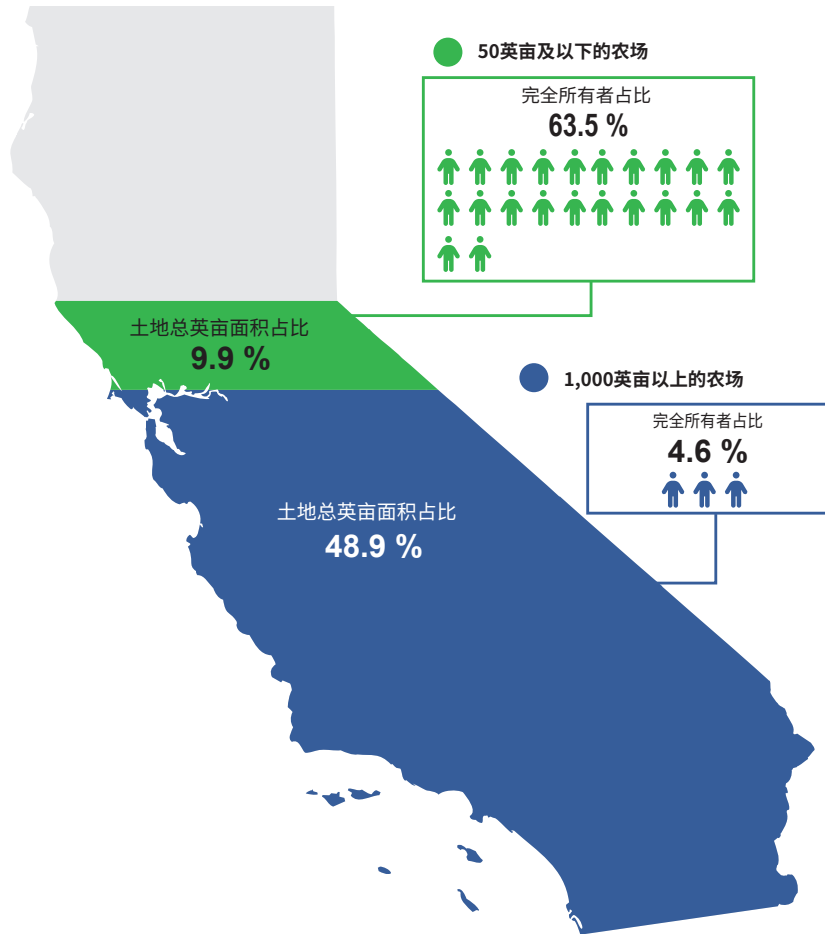 50英亩及以下的农场
完全所有者占比
63.5 %
土地总英亩面积占比
9.9 %
1,000英亩以上的农场
完全所有者占比
4.6 %
土地总英亩面积占比
48.9 %